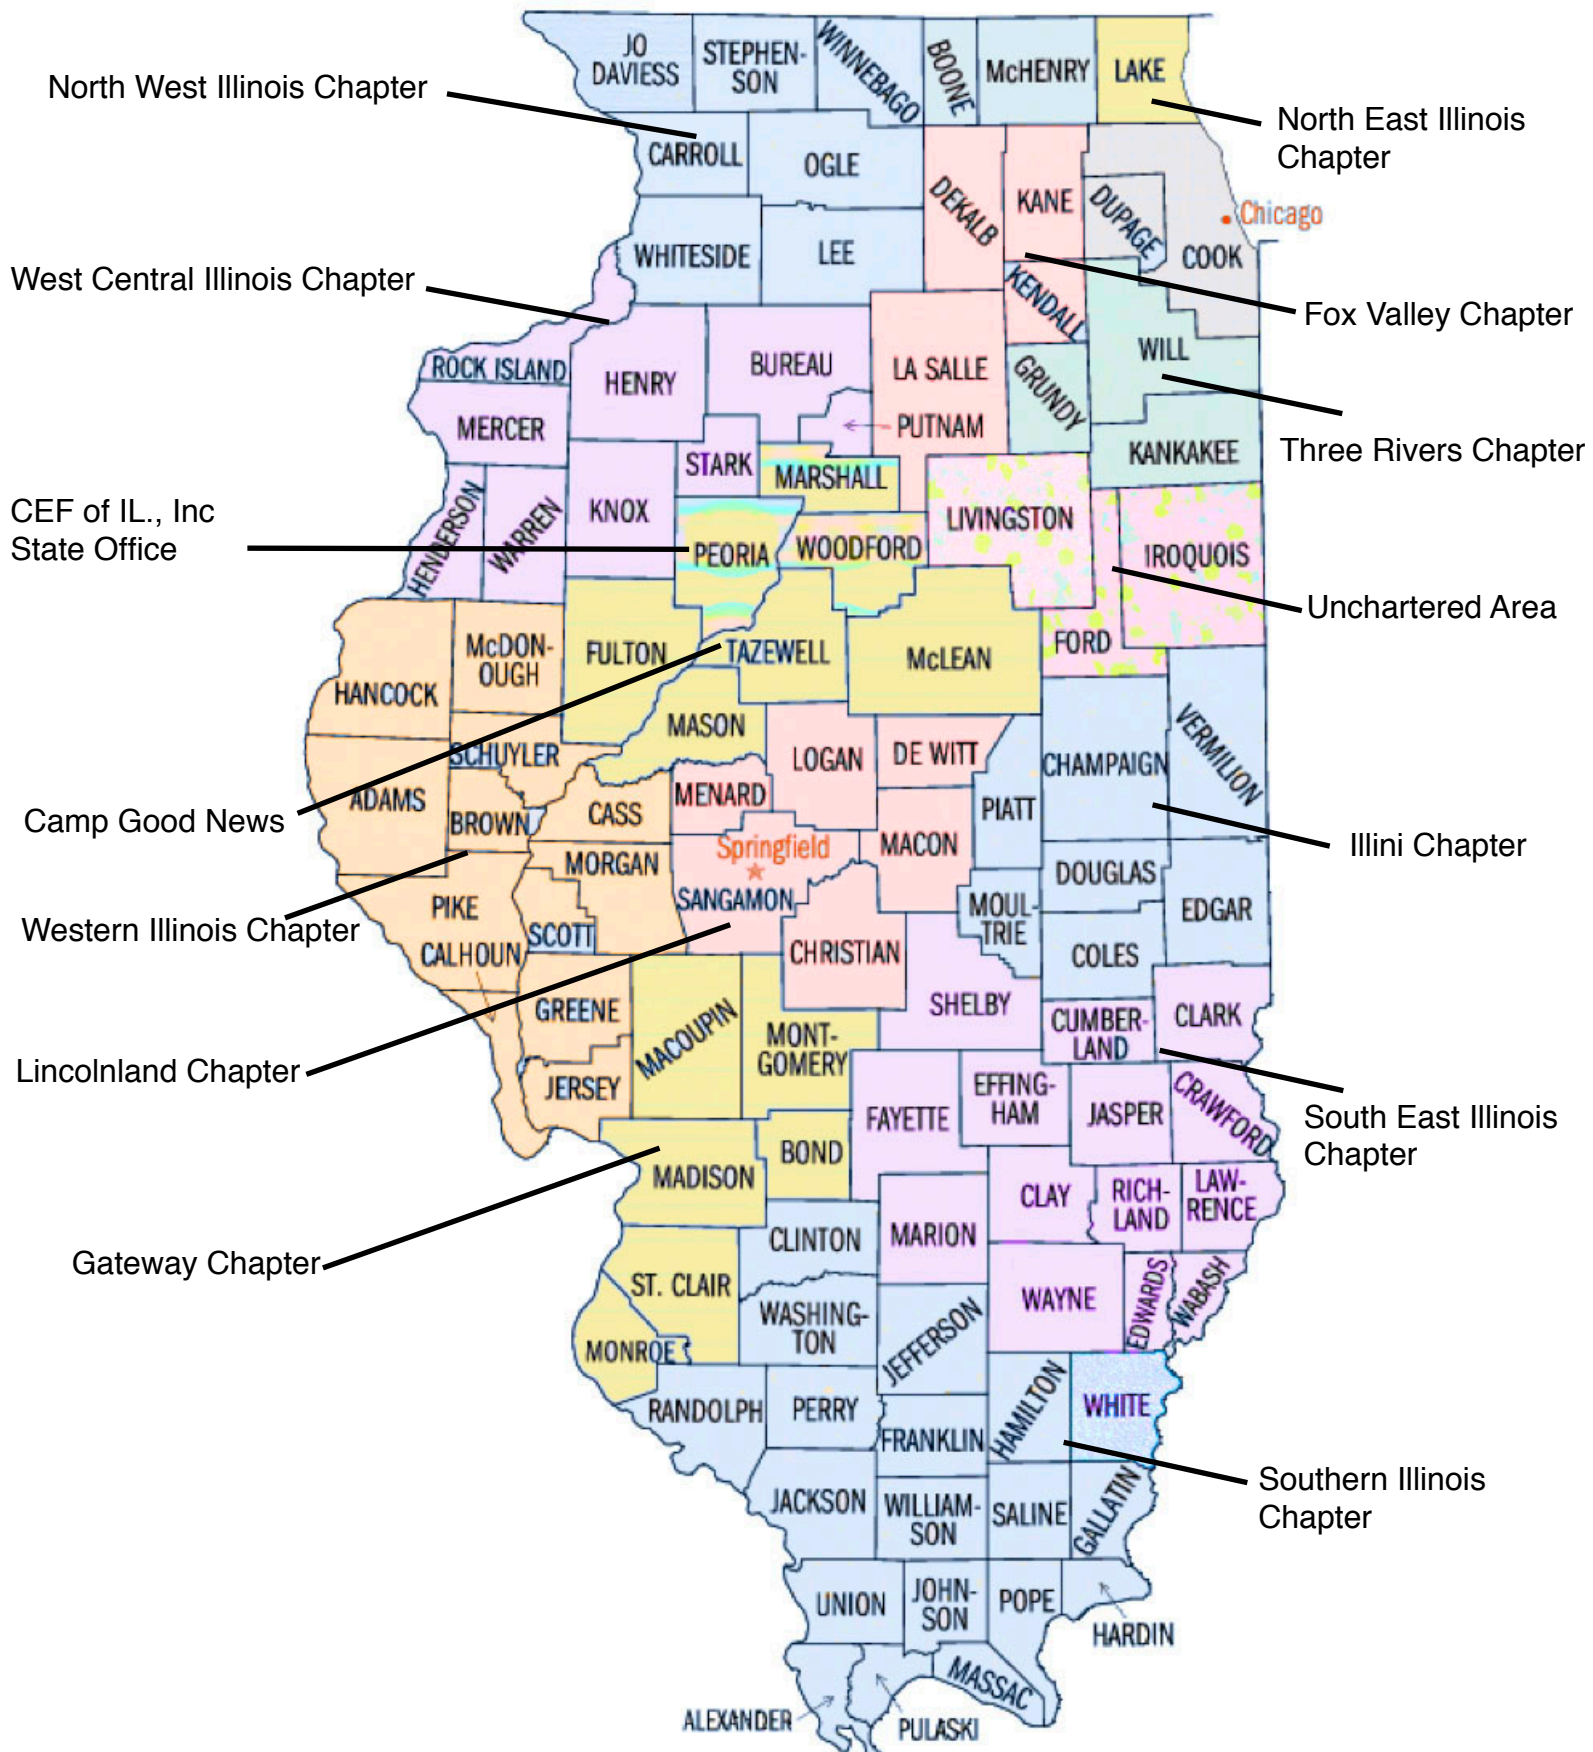 JO
DAVIESS
STEPHEN-
SON
WINNEBAGO
BOONE
McHENRY
LAKE
North West Illinois Chapter
North East Illinois
Chapter
CARROLL
OGLE
DEKALB
KANE
DUPAGE
Chicago
COOK
WHITESIDE
LEE
West Central Illinois Chapter
KENDALL
Fox Valley Chapter
ROCK ISLAND
HENRY
BUREAU
LA SALLE
GRUNDY
WILL
MERCER
PUTNAM
Three Rivers Chapter
STARK
MARSHALL
KANKAKEE
CEF of IL., Inc
State Office
HENDERSON
WARREN
KNOX
PEORIA
WOODFORD
LIVINGSTON
IROQUOIS
Unchartered Area
HANCOCK
McDON-
OUGH
FULTON
TAZEWELL
McLEAN
FORD
MASON
SCHUYLER
LOGAN
DE WITT
CHAMPAIGN
VERMILION
ADAMS
BROWN
CASS
MENARD
PIATT
Camp Good News
Springfield
MACON
Illini Chapter
MORGAN
SANGAMON
DOUGLAS
EDGAR
PIKE
SCOTT
MOUL-
TRIE
Western Illinois Chapter
CALHOUN
CHRISTIAN
COLES
GREENE
MACOUPIN
MONT-
GOMERY
SHELBY
CUMBER-
LAND
CLARK
Lincolnland Chapter
JERSEY
FAYETTE
EFFING-
HAM
JASPER
CRAWFORD
South East Illinois
Chapter
MADISON
BOND
CLAY
RICH-
LAND
LAW-
RENCE
Gateway Chapter
CLINTON
MARION
ST. CLAIR
WAYNE
EDWARDS
WABASH
MONROE
WASHING-
TON
JEFFERSON
RANDOLPH
PERRY
FRANKLIN
HAMILTON
WHITE
Southern Illinois
Chapter
JACKSON
WILLIAM-
SON
SALINE
GALLATIN
UNION
JOHN-
SON
POPE
HARDIN
MASSAC
ALEXANDER
PULASKI